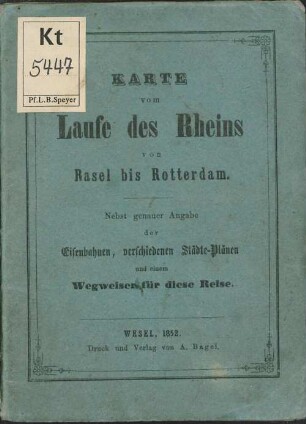 Kt
5447
Pf.L.B.Speyer
KARTE
vom
Laufe des Rheins
von
Basel bis Rotterdam.
Nebst genauer Angabe
der
Eisenbahnen, verschiedenen Städte-Plänen
und einem
Wegweiser für diese Reise.
WESEL, 1852.
Druck und Verlag von A. Bagel.